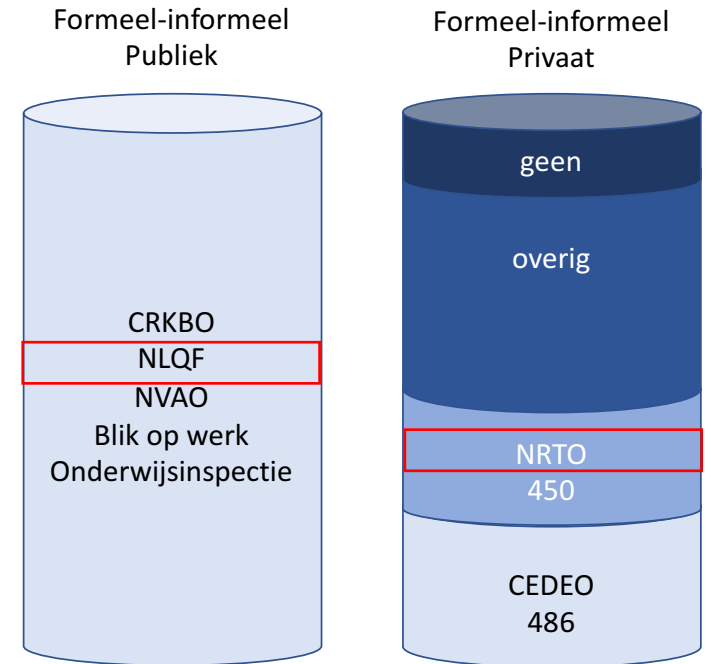 Formeel-informeel
Publiek
CRKBO
NLQF
NVAO
Blik op werk
Onderwijsinspectie
Formeel-informeel
Privaat
geen
overig
NRTO
450
CEDEO
486